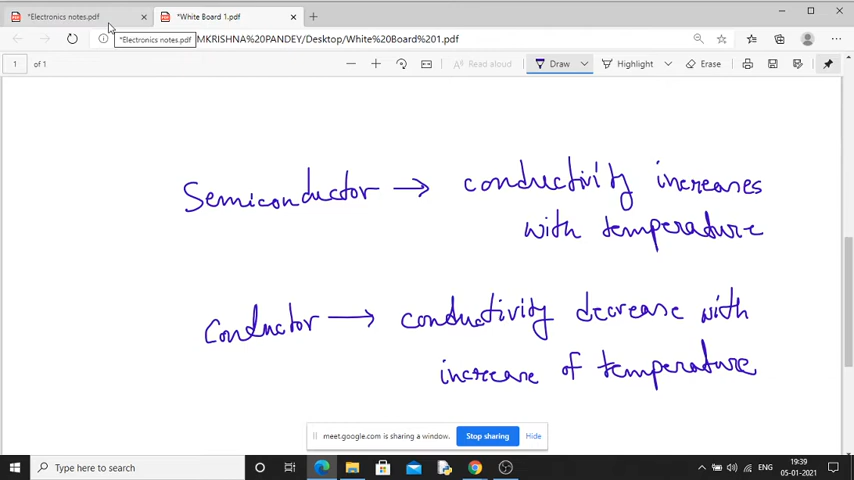 *Electronics notes.pdf
*White Board 1.pdf
*Electronics notes.pdf
MKRISHNA%20PANDEY/Desktop/White%20Board%201.pdf
1 of 1
Read aloud
Draw
Highlight
Erase
Semiconductor → conductivity increases
with temperature
Conductor → conductivity decrease with
increase of temperature
meet.google.com is sharing a window.
Stop sharing
Hide
Type here to search
ENG
19:39
05-01-2021